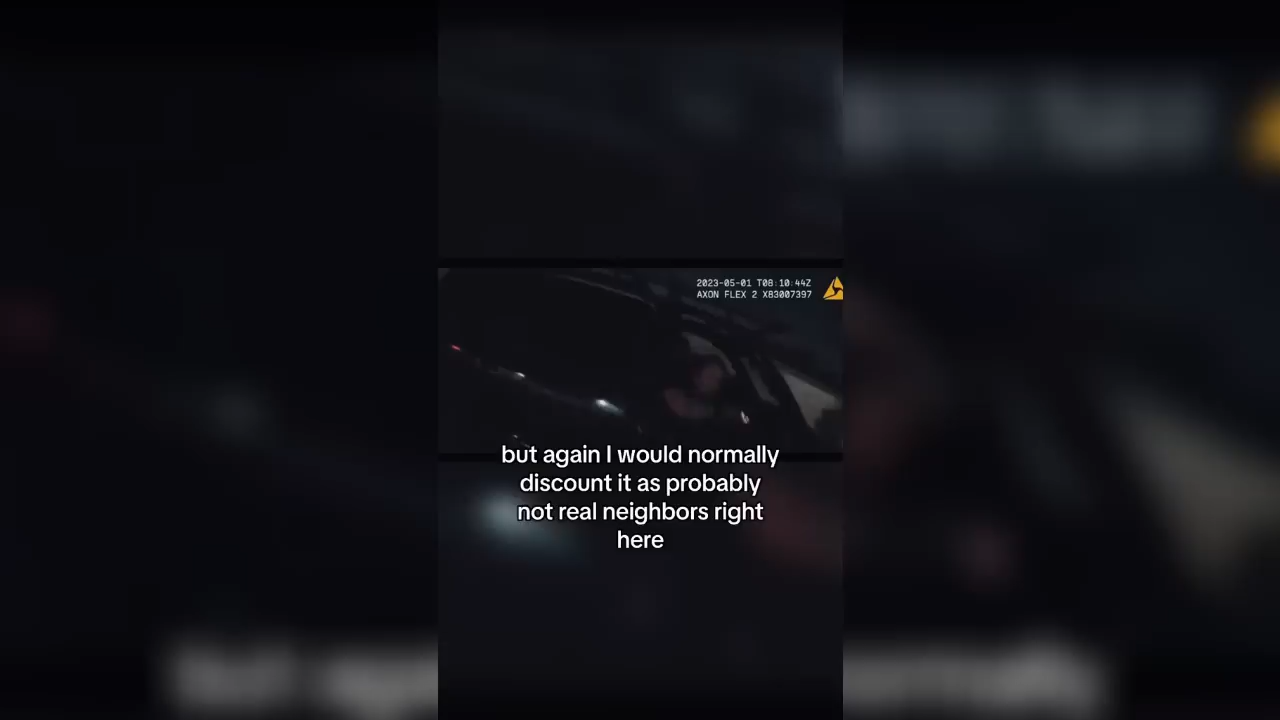 2023-05-01 T08:10:44Z
AXON FLEX 2 X83007397
but again I would normally
discount it as probably
not real neighbors right
here